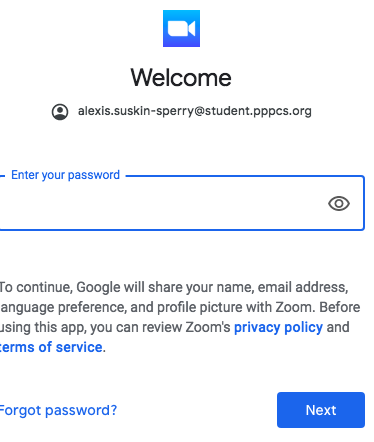 Welcome
alexis.suskin-sperry@student.pppcs.org
Enter your password
To continue, Google will share your name, email address,
language preference, and profile picture with Zoom. Before
using this app, you can review Zoom's privacy policy and
terms of service.
Forgot password?
Next